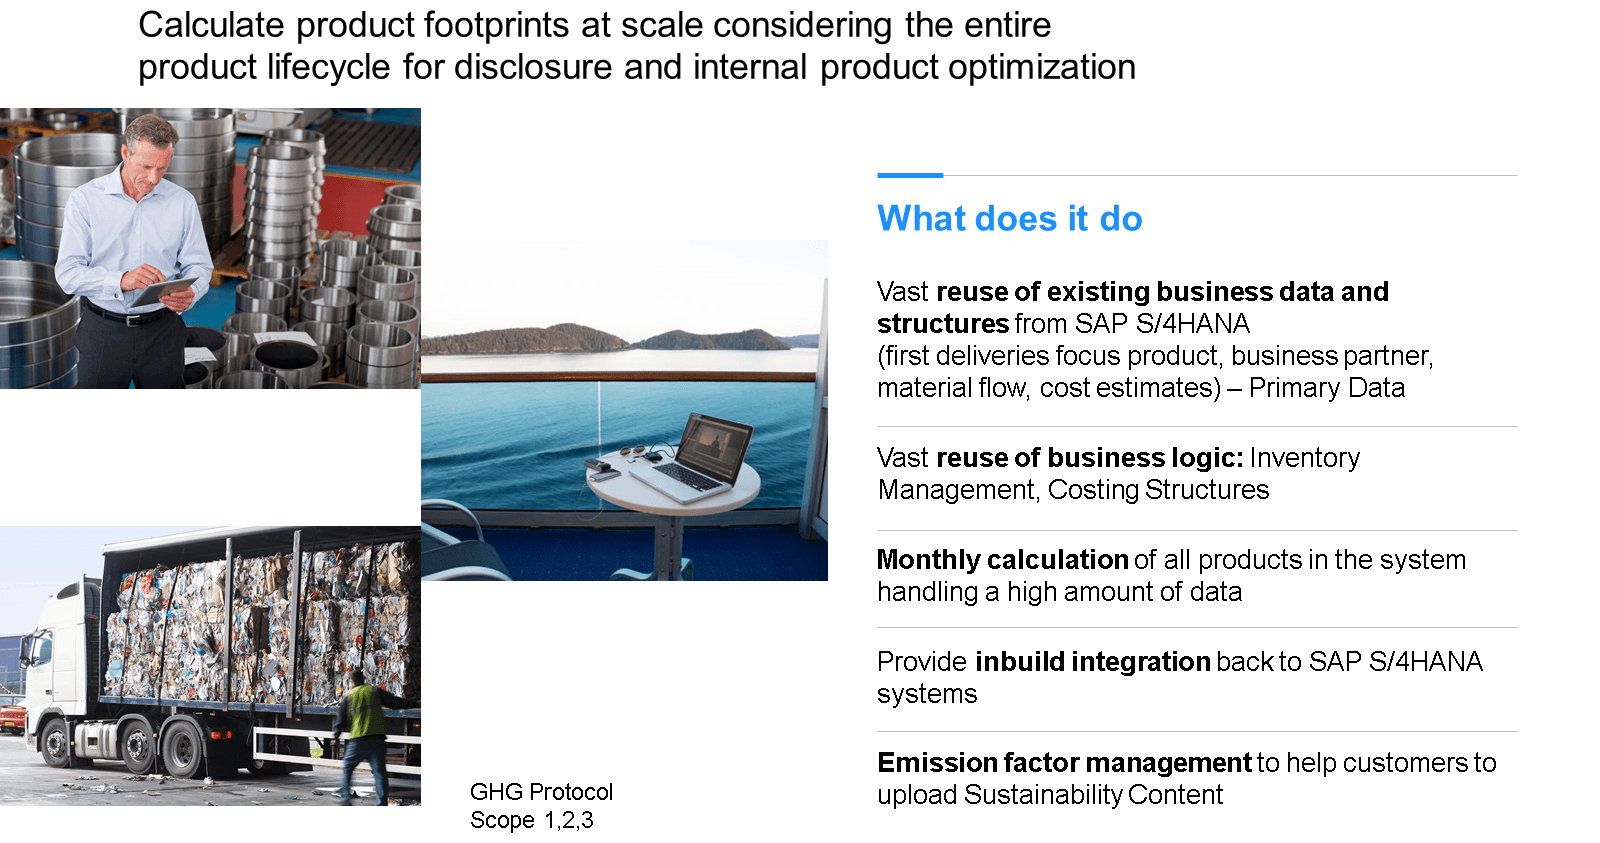 Calculate product footprints at scale considering the entire
product lifecycle for disclosure and internal product optimization
What does it do
Vast reuse of existing business data and
structures from SAP S/4HANA
(first deliveries focus product, business partner,
material flow, cost estimates) – Primary Data
Vast reuse of business logic: Inventory
Management, Costing Structures
Monthly calculation of all products in the system
handling a high amount of data
Provide inbuild integration back to SAP S/4HANA
systems
Emission factor management to help customers to
upload Sustainability Content
GHG Protocol
Scope 1,2,3